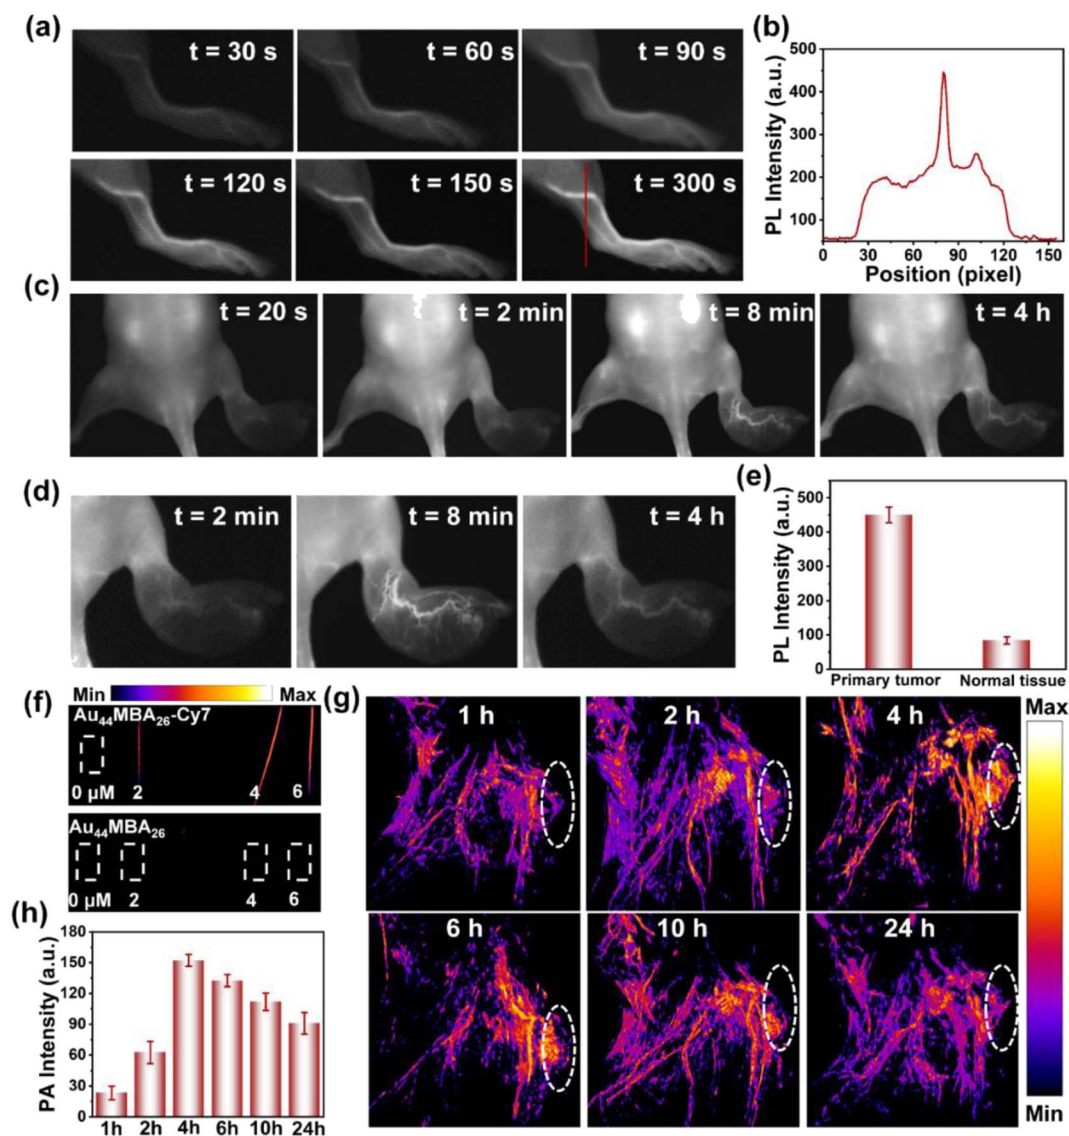 (a)
t = 30 s
t = 60 s
t = 90 s
t = 120 s
t = 150 s
t = 300 s
(b)
PL Intensity (a.u.)
500
400
300
200
100
0 30 60 90 120 150
Position (pixel)
(c)
t = 20 s
t = 2 min
t = 8 min
t = 4 h
(d)
t = 2 min
t = 8 min
t = 4 h
(e)
PL Intensity (a.u.)
500
400
300
200
100
0
Primary tumor Normal tissue
(f)
Min Max
Au44MBA26-Cy7
0 μM 2 4 6
Au44MBA26
0 μM 2 4 6
(g)
1 h
2 h
4 h
6 h
10 h
24 h
Max
Min
(h)
PA Intensity (a.u.)
180
150
120
90
60
30
0
1h 2h 4h 6h 10h 24h